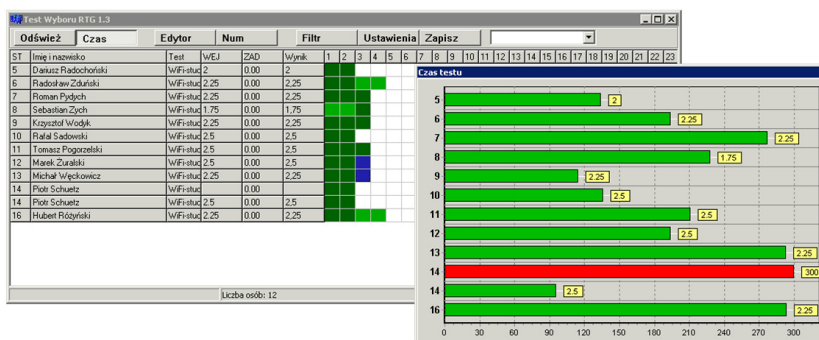 Test Wyboru RTG 1.3
Odśwież Czas Edytor Num Filtr Ustawienia Zapisz
ST Imię i nazwisko Test WEJ ZAD Wynik 1 2 3 4 5 6 7 8 9 10 11 12 13 14 15 16 17 18 19 20 21 22 23
5 Dariusz Radochoński WiFi-stud 2 0.00 2
6 Radosław Zduński WiFi-stud 2.25 0.00 2,25
7 Roman Pydych WiFi-stud 2.25 0.00 2,25
8 Sebastian Zych WiFi-stud 1.75 0.00 1,75
9 Krzysztof Wodyk WiFi-stud 2.25 0.00 2,25
10 Rafał Sadowski WiFi-stud 2.5 0.00 2,5
11 Tomasz Pogorzelski WiFi-stud 2.5 0.00 2,5
12 Marek Żuralski WiFi-stud 2.5 0.00 2,5
13 Michał Węckowicz WiFi-stud 2.25 0.00 2,25
14 Piotr Schuetz WiFi-stud 0.00
14 Piotr Schuetz WiFi-stud 2.5 0.00 2,5
16 Hubert Różyński WiFi-stud 2.25 0.00 2,25
Liczba osób: 12
Czas testu
5 2
6 2.25
7 2.25
8 1.75
9 2.25
10 2.5
11 2.5
12 2.5
13 2.25
14 300
14 2.5
16 2.25
0 30 60 90 120 150 180 210 240 270 300